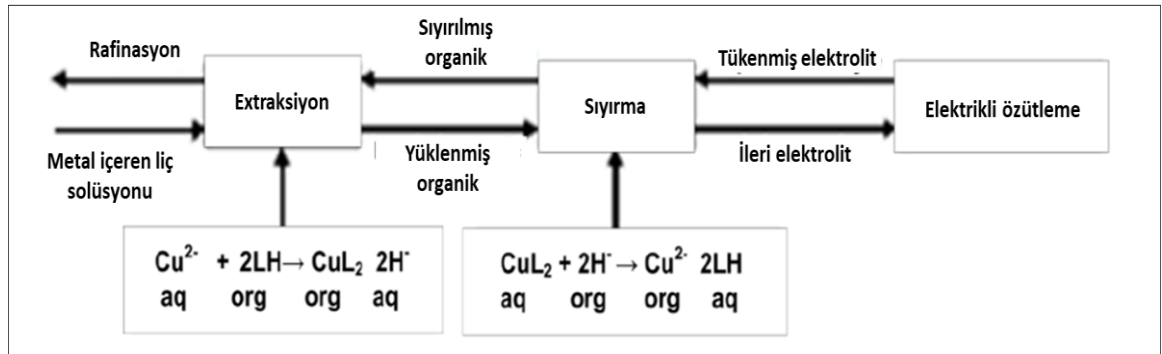 Rafinasyon
Sıyırılmış
organik
Tükenmiş elektrolit
Extraksiyon
Sıyırma
Elektrikli özütleme
Metal içeren liç
solüsyonu
Yüklenmiş
organik
İleri elektrolit
Cu²⁻ + 2LH→ CuL₂ 2H⁻
aq org org aq
CuL₂ + 2H⁻ → Cu²⁻ 2LH
aq org org aq